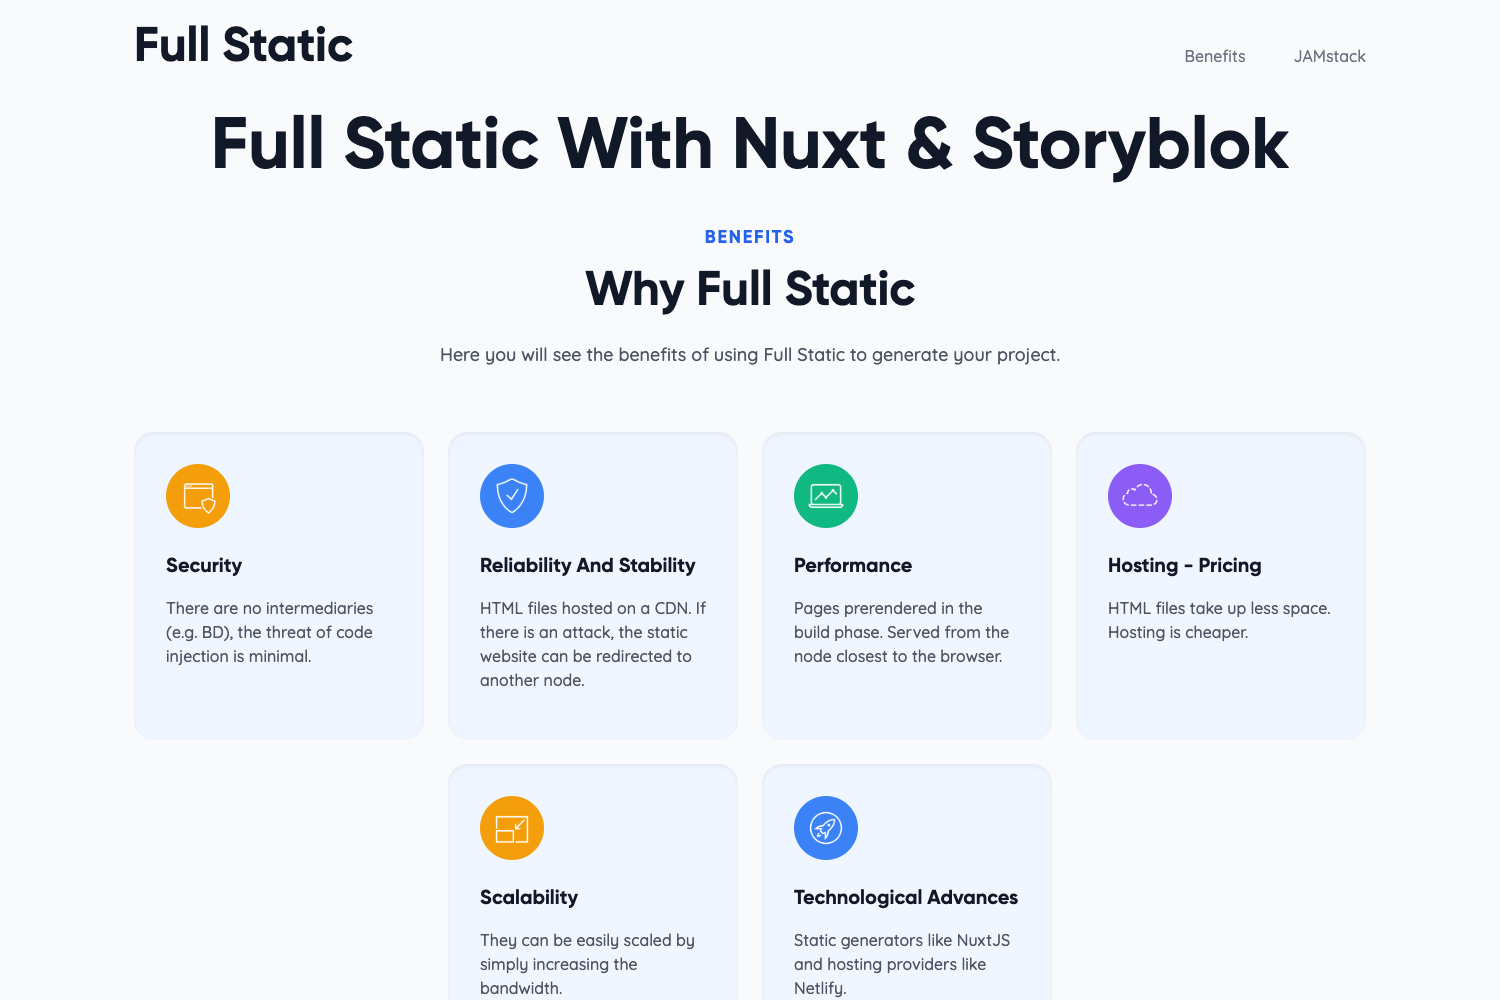 Full Static
Benefits
JAMstack
Full Static With Nuxt & Storyblok
BENEFITS
Why Full Static
Here you will see the benefits of using Full Static to generate your project.
Security
There are no intermediaries
(e.g. BD), the threat of code
injection is minimal.
Reliability And Stability
HTML files hosted on a CDN. If
there is an attack, the static
website can be redirected to
another node.
Performance
Pages prerendered in the
build phase. Served from the
node closest to the browser.
Hosting - Pricing
HTML files take up less space.
Hosting is cheaper.
Scalability
They can be easily scaled by
simply increasing the
bandwidth.
Technological Advances
Static generators like NuxtJS
and hosting providers like
Netlify.